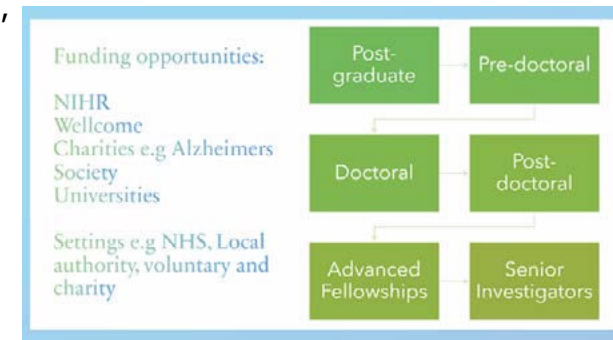 ,
Funding opportunities:
NIHR
Wellcome
Charities e.g Alzheimers
Society
Universities
Settings e.g NHS, Local
authority, voluntary and
charity
Post-
graduate
Pre-doctoral
Doctoral
Post-
doctoral
Advanced
Fellowships
Senior
Investigators